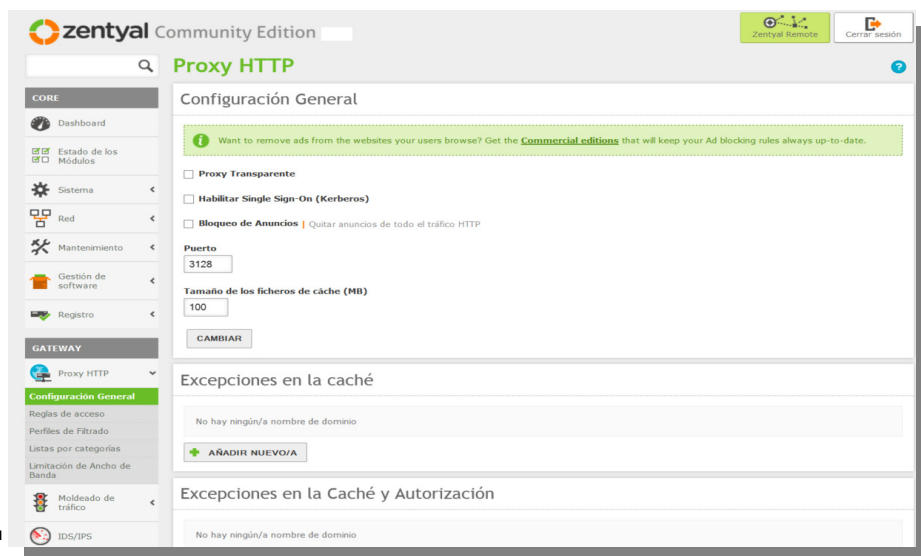 zentyal Community Edition
Zentyal Remote
Cerrar sesión
Proxy HTTP
?
CORE
Dashboard
Estado de los
Módulos
Sistema
Red
Mantenimiento
Gestión de
software
Registro
GATEWAY
Proxy HTTP
Configuración General
Reglas de acceso
Perfiles de Filtrado
Listas por categorías
Limitación de Ancho de
Banda
Moldeado de
tráfico
IDS/IPS
Configuración General
Want to remove ads from the websites your users browse? Get the Commercial editions that will keep your Ad blocking rules always up-to-date.
Proxy Transparente
Habilitar Single Sign-On (Kerberos)
Bloqueo de Anuncios | Quitar anuncios de todo el tráfico HTTP
Puerto
3128
Tamaño de los ficheros de cáche (MB)
100
CAMBIAR
Excepciones en la caché
No hay ningún/a nombre de dominio
AÑADIR NUEVO/A
Excepciones en la Caché y Autorización
No hay ningún/a nombre de dominio